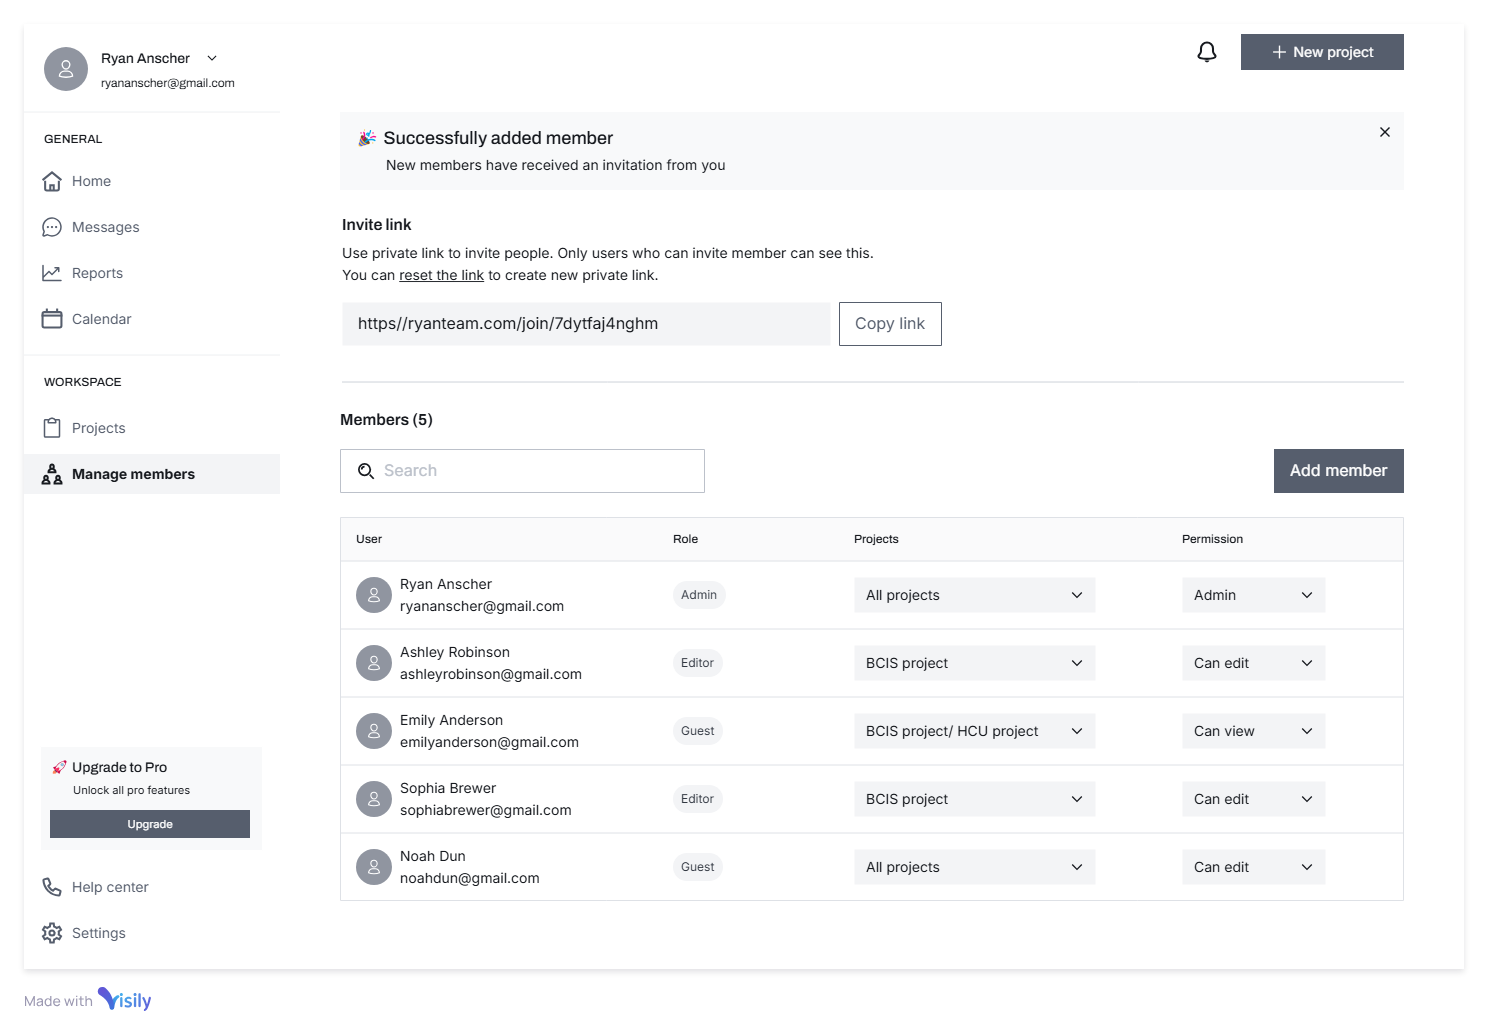 Ryan Anscher
ryananscher@gmail.com
New project
GENERAL
Home
Messages
Reports
Calendar
WORKSPACE
Projects
Manage members
Upgrade to Pro
Unlock all pro features
Upgrade
Help center
Settings
Successfully added member
New members have received an invitation from you
Invite link
Use private link to invite people. Only users who can invite member can see this.
You can reset the link to create new private link.
https//ryanteam.com/join/7dytfaj4nghm
Copy link
Members (5)
Search
Add member
User Role Projects Permission
Ryan Anscher
ryananscher@gmail.com
Admin
All projects
Admin
Ashley Robinson
ashleyrobinson@gmail.com
Editor
BCIS project
Can edit
Emily Anderson
emilyanderson@gmail.com
Guest
BCIS project/ HCU project
Can view
Sophia Brewer
sophiabrewer@gmail.com
Editor
BCIS project
Can edit
Noah Dun
noahdun@gmail.com
Guest
All projects
Can edit
Made with Visily